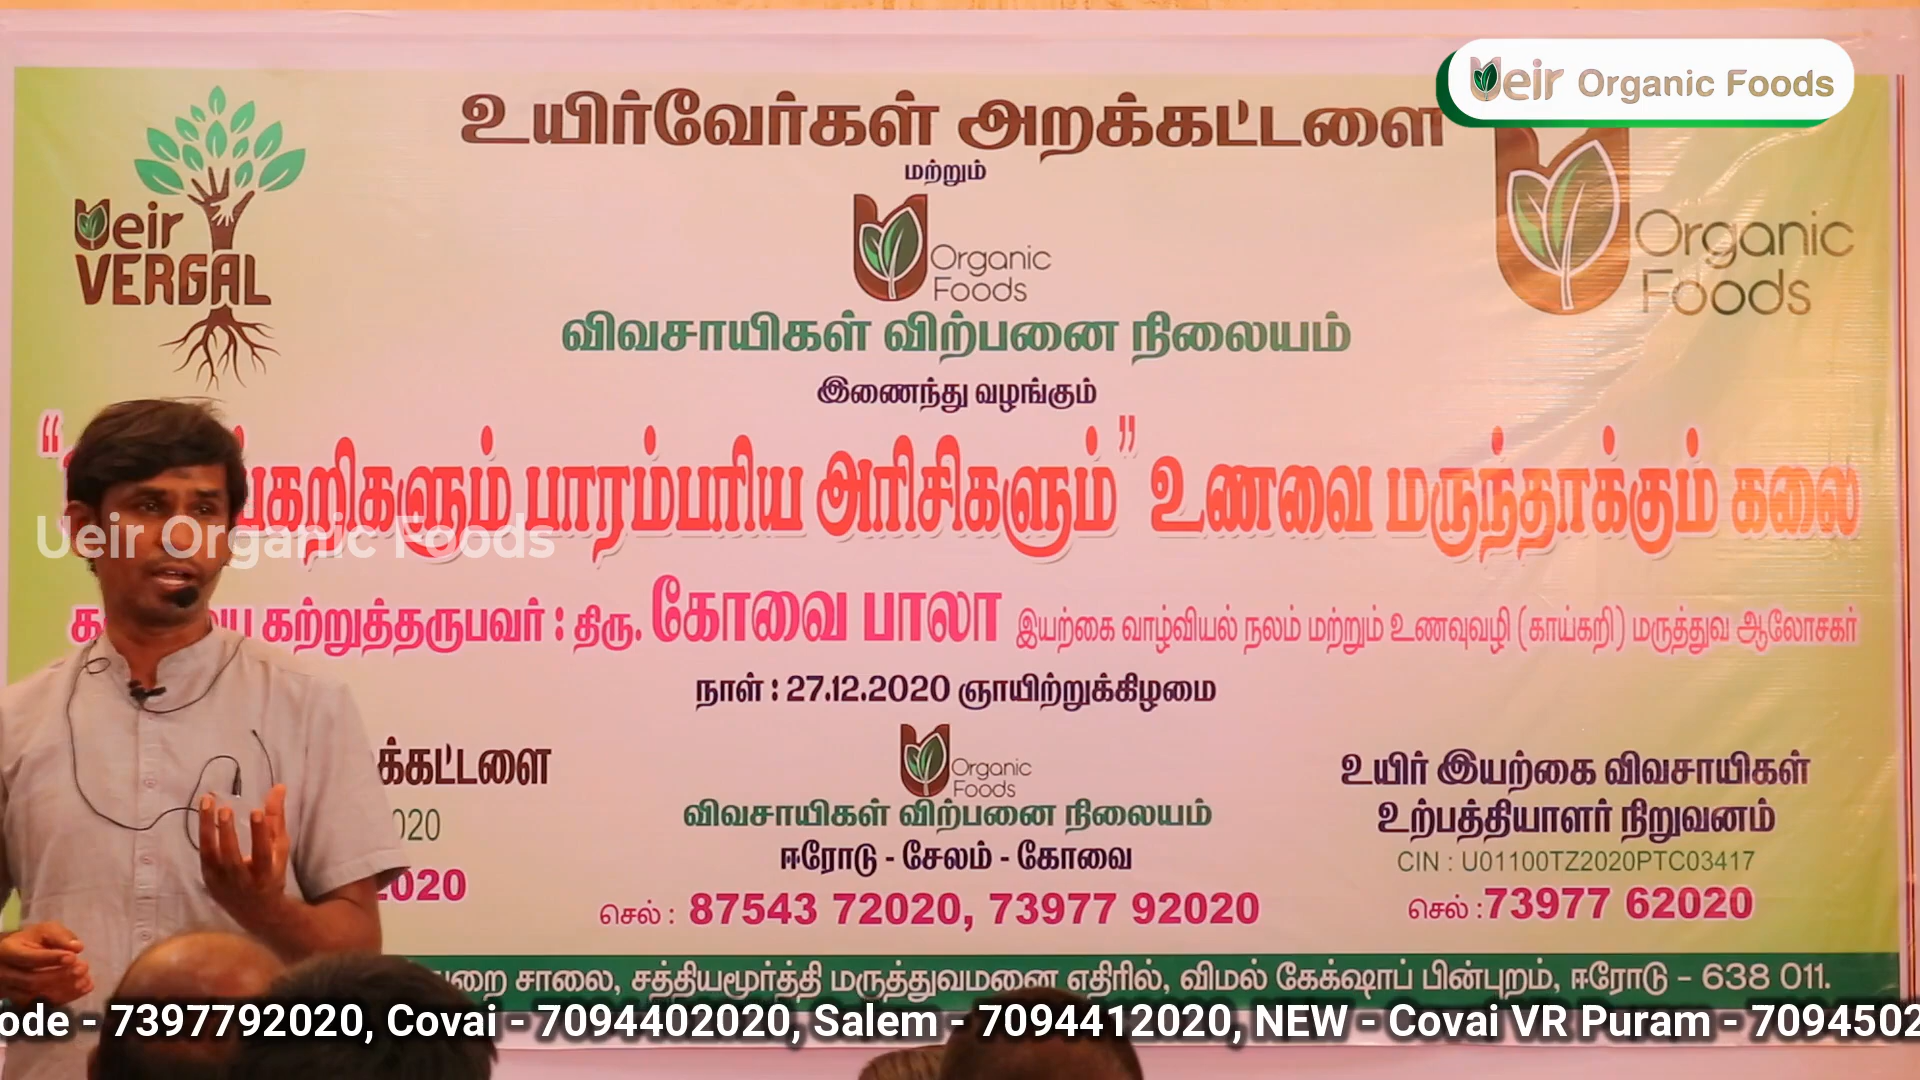 Ueir Organic Foods
உயிர்வேர்கள் அறக்கட்டளை
மற்றும்
Ueir
VERGAL
Organic
Foods
Organic
Foods
விவசாயிகள் விற்பனை நிலையம்
இணைந்து வழங்கும்
பாரம்பரிய அரிசிகளும்" உணவை மருந்தாக்கும் கலை
Ueir Organic Foods
கற்றுத்தருபவர் : திரு. கோவை பாலா இயற்கை வாழ்வியல் நலம் மற்றும் உணவுவழி (காய்கறி) மருத்துவ ஆலோசகர்
நாள் : 27.12.2020 ஞாயிற்றுக்கிழமை
Organic
Foods
விவசாயிகள் விற்பனை நிலையம்
ஈரோடு - சேலம் - கோவை
செல் : 87543 72020, 73977 92020
உயிர் இயற்கை விவசாயிகள்
உற்பத்தியாளர் நிறுவனம்
CIN : U01100TZ2020PTC03417
செல் :73977 62020
சாலை, சத்தியமூர்த்தி மருத்துவமனை எதிரில், விமல் கேக்ஷாப் பின்புறம், ஈரோடு - 638 011.
ode - 7397792020, Covai - 7094402020, Salem - 7094412020, NEW - Covai VR Puram - 7094502